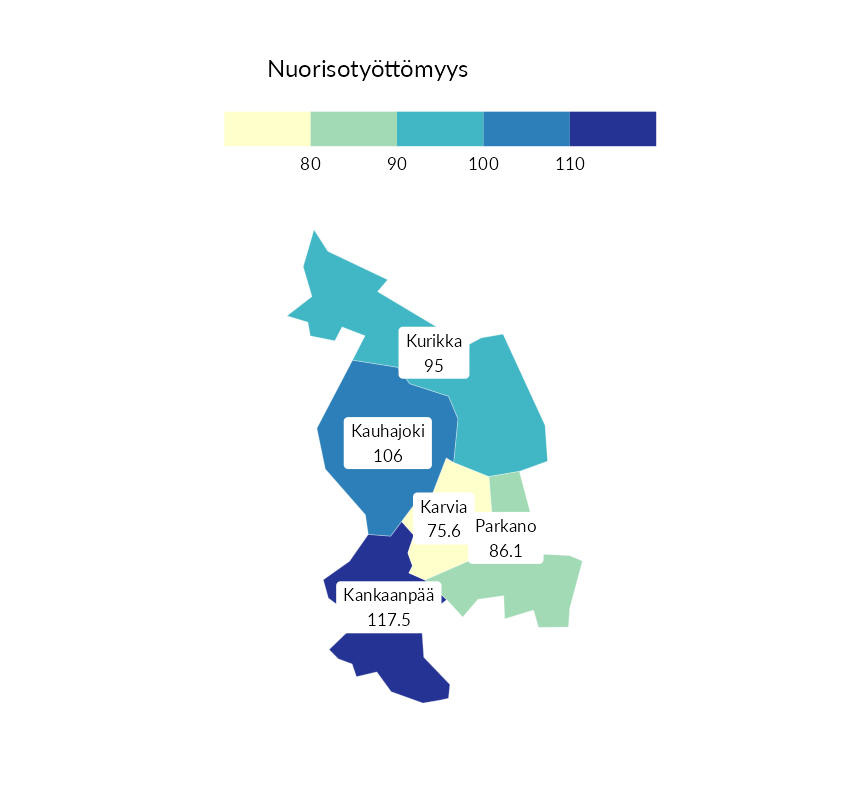 Nuorisotyöttömyys
80 90 100 110
Kurikka
95
Kauhajoki
106
Karvia
75.6
Parkano
86.1
Kankaanpää
117.5